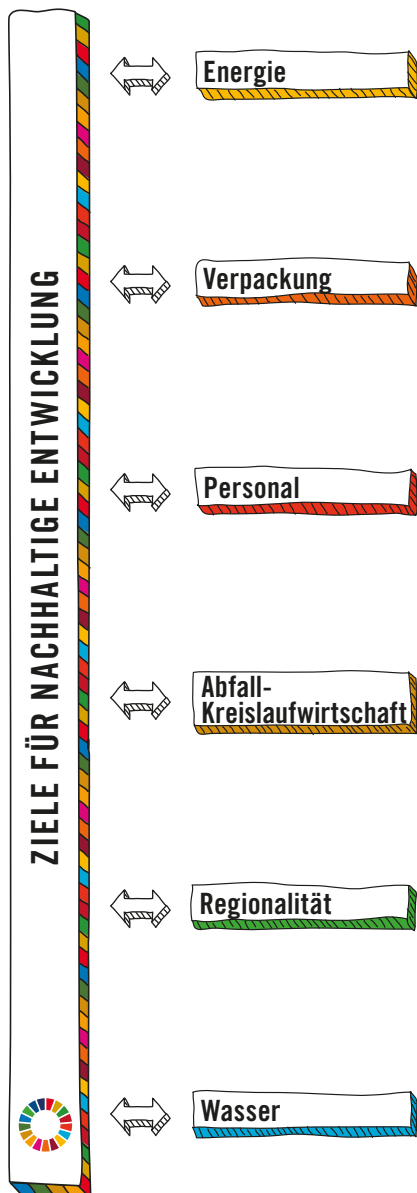 ZIELE FÜR NACHHALTIGE ENTWICKLUNG
Energie
Verpackung
Personal
Abfall-
Kreislaufwirtschaft
Regionalität
Wasser